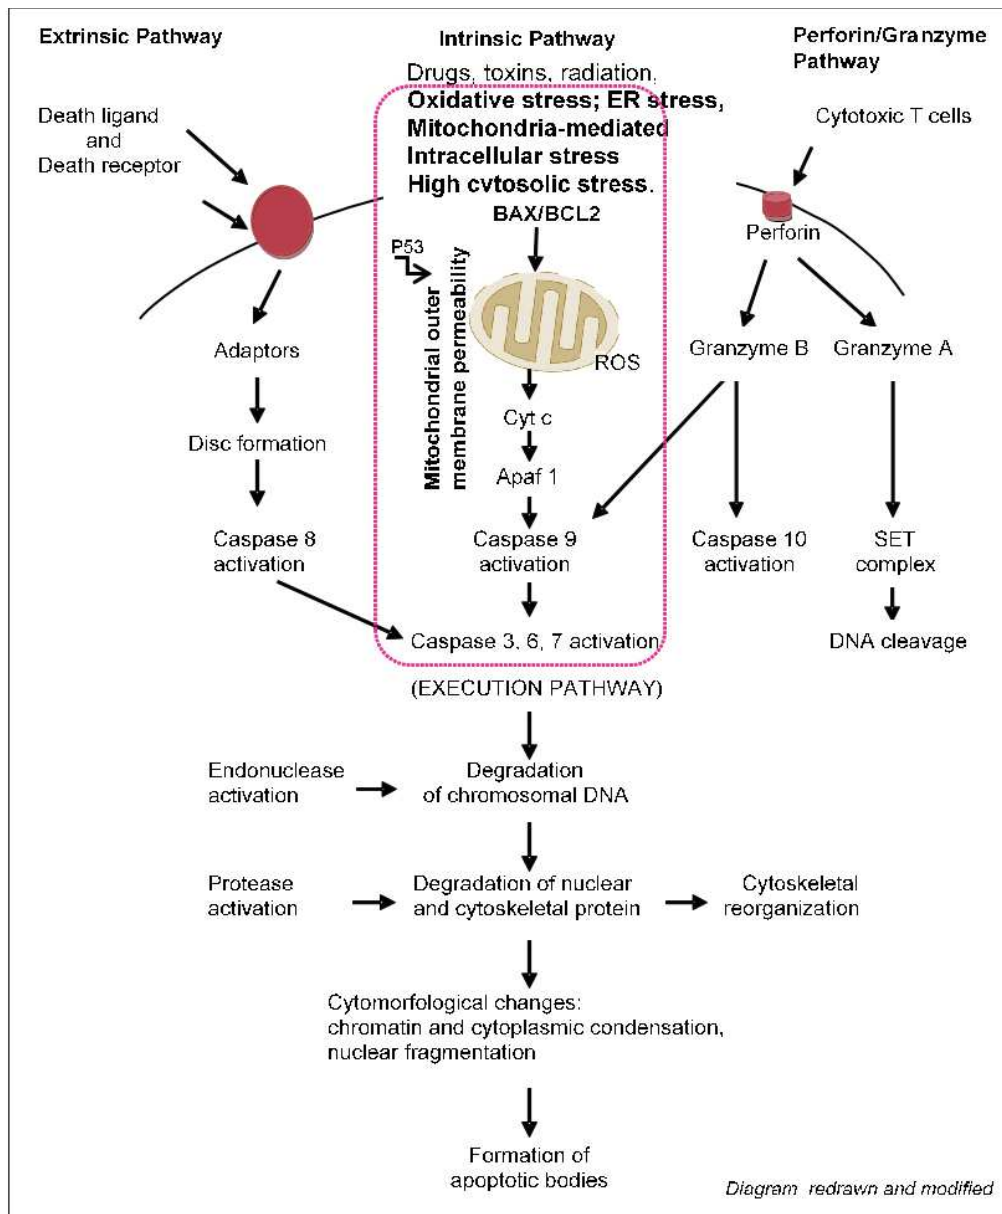 Extrinsic Pathway
Intrinsic Pathway
Perforin/Granzyme
Pathway
Drugs, toxins, radiation,
Oxidative stress; ER stress,
Mitochondria-mediated
Intracellular stress
High cytosolic stress.
BAX/BCL2
Death ligand
and
Death receptor
Cytotoxic T cells
P53
Mitochondrial outer
membrane permeability
Perforin
ROS
Adaptors
Granzyme B
Granzyme A
Cyt c
Disc formation
Apaf 1
Caspase 8
activation
Caspase 9
activation
Caspase 10
activation
SET
complex
Caspase 3, 6, 7 activation
DNA cleavage
(EXECUTION PATHWAY)
Endonuclease
activation
Degradation
of chromosomal DNA
Protease
activation
Degradation of nuclear
and cytoskeletal protein
Cytoskeletal
reorganization
Cytomorfological changes:
chromatin and cytoplasmic condensation,
nuclear fragmentation
Formation of
apoptotic bodies
Diagram redrawn and modified